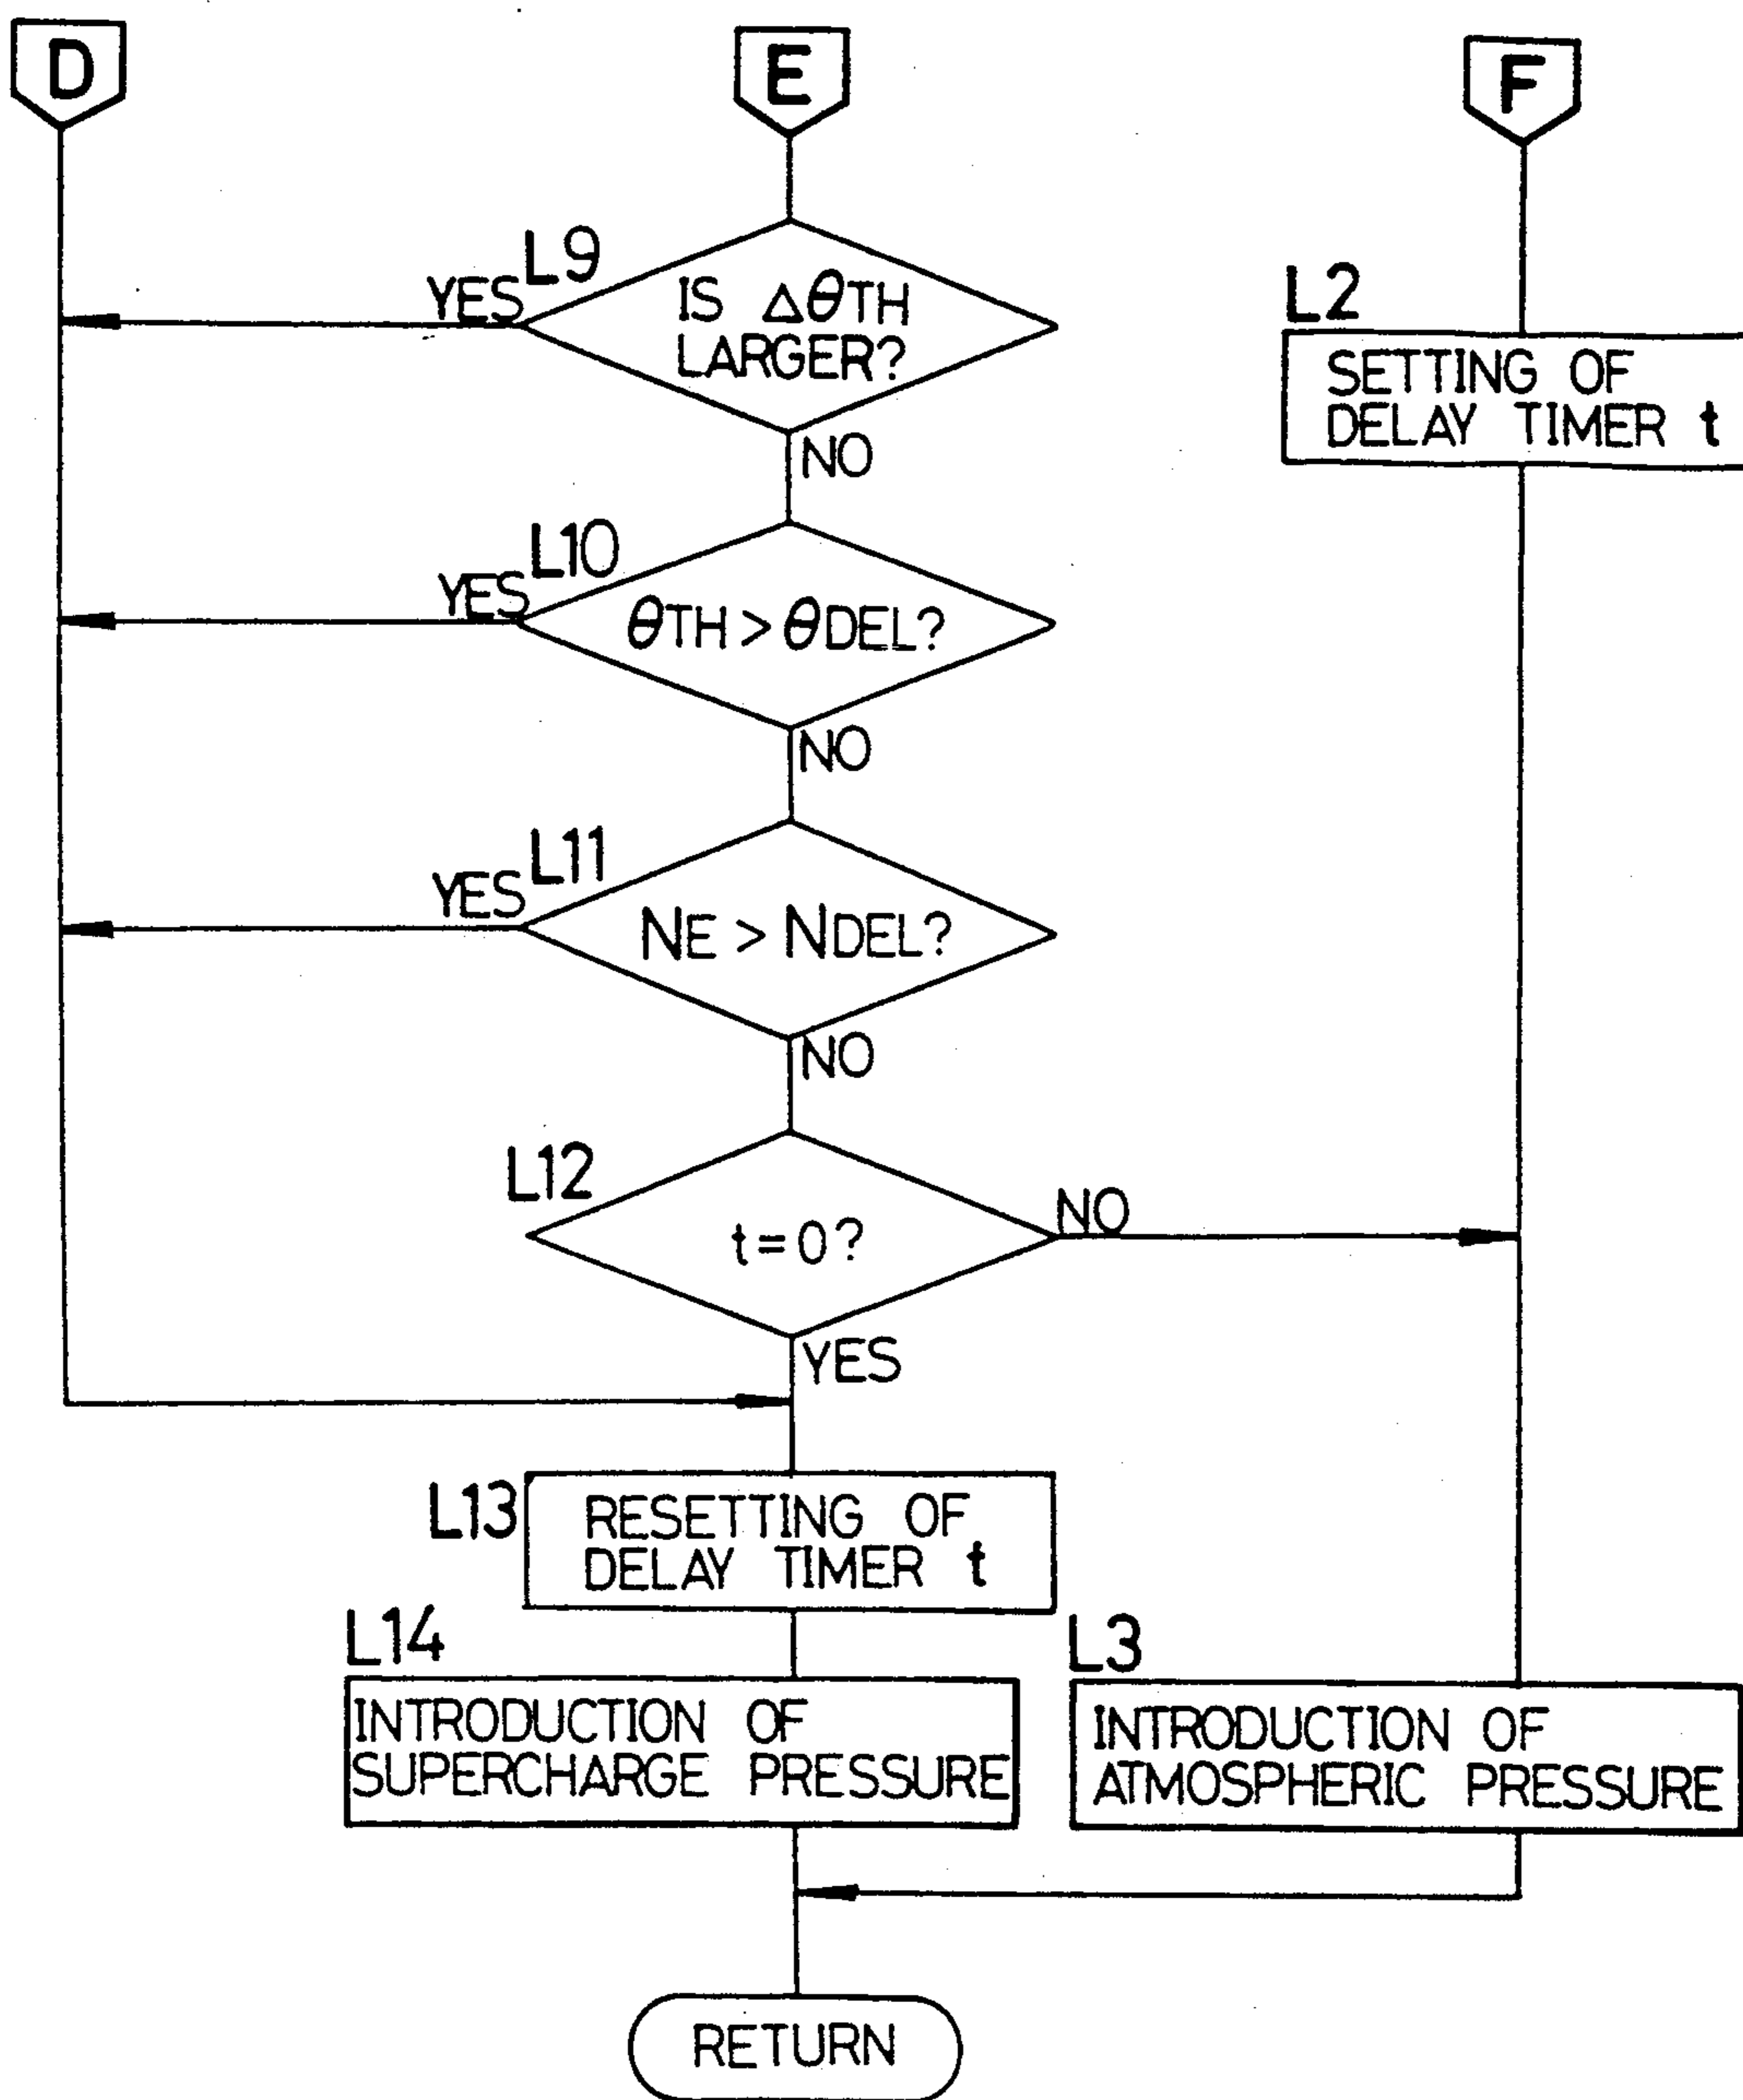 D
E
F
L9
YES
IS ΔθTH
LARGER?
NO
L2
SETTING OF
DELAY TIMER t
L10
YES
θTH > θDEL?
NO
L11
YES
NE > NDEL?
NO
L12
t=0?
NO
YES
L13
RESETTING OF
DELAY TIMER t
L14
INTRODUCTION OF
SUPERCHARGE PRESSURE
L3
INTRODUCTION OF
ATMOSPHERIC PRESSURE
RETURN